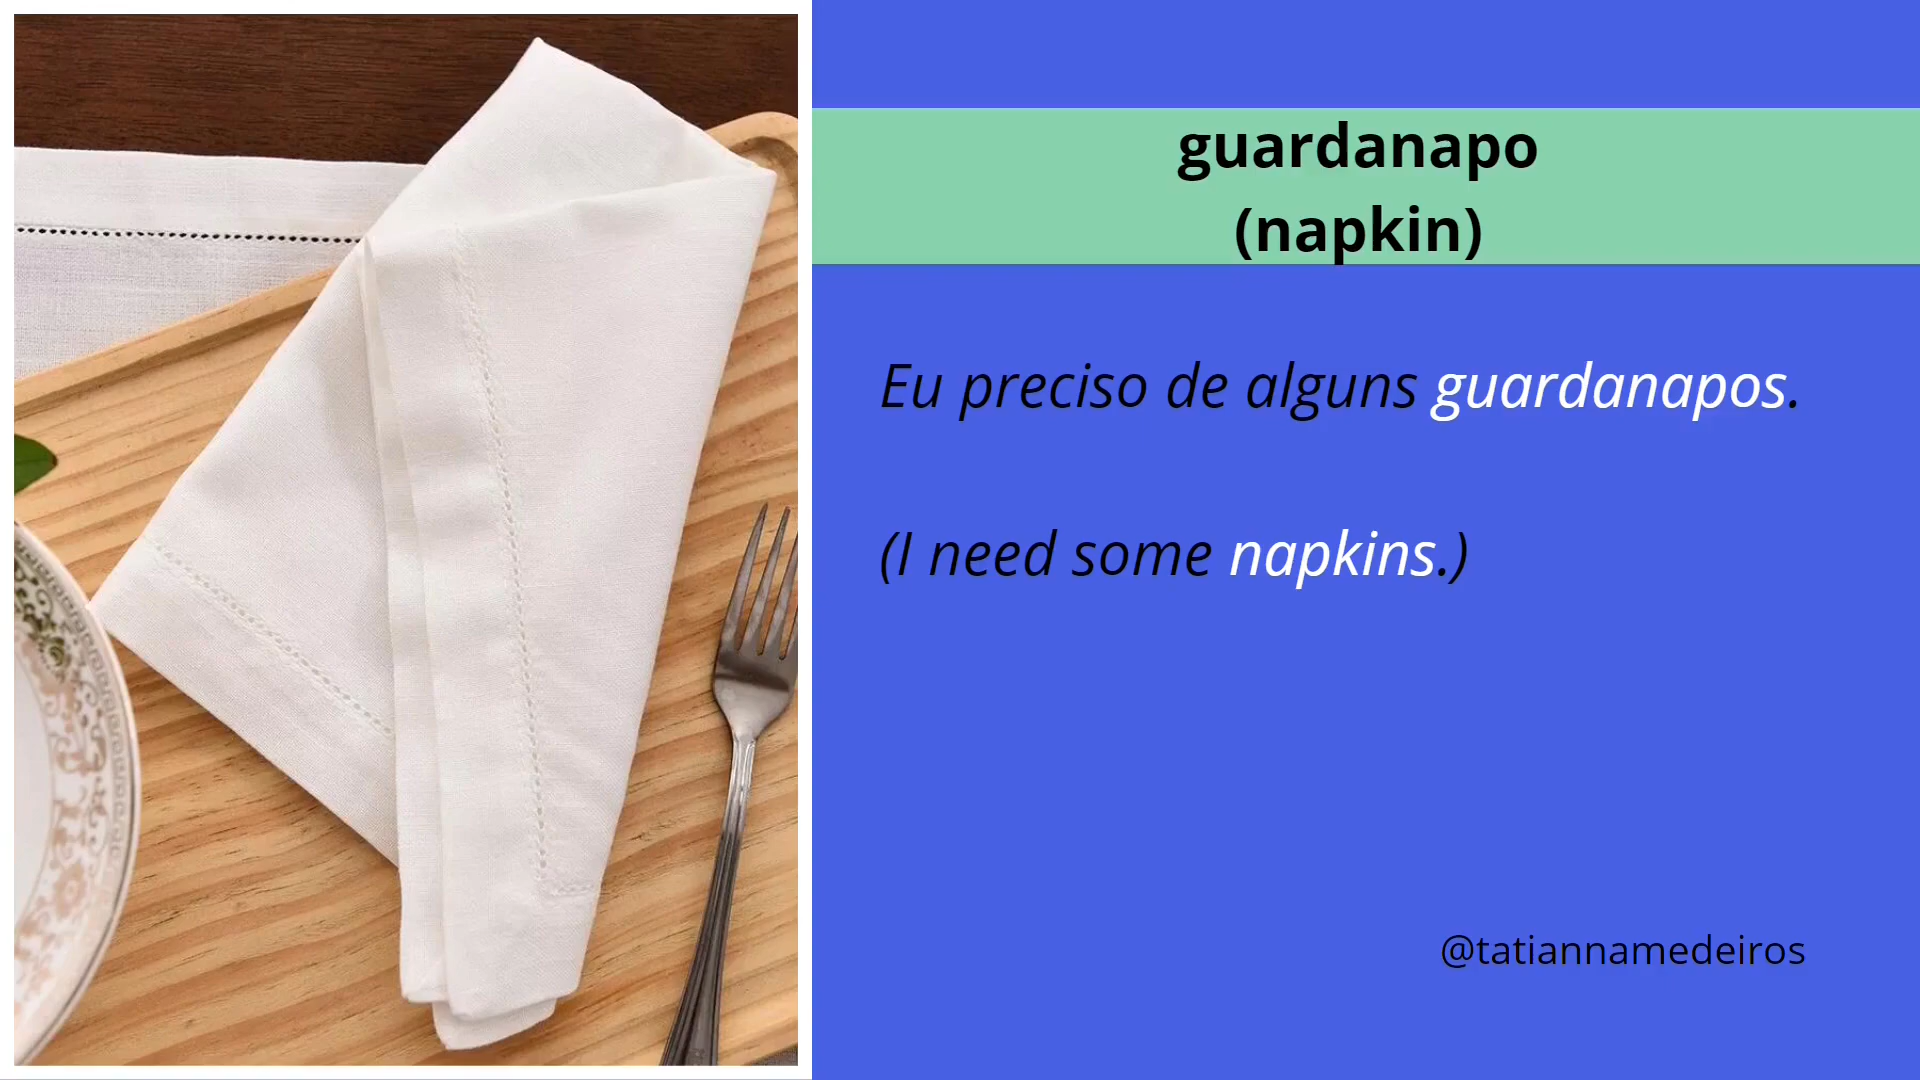 guardanapo
(napkin)
Eu preciso de alguns guardanapos.
(I need some napkins.)
@tatiannamedeiros